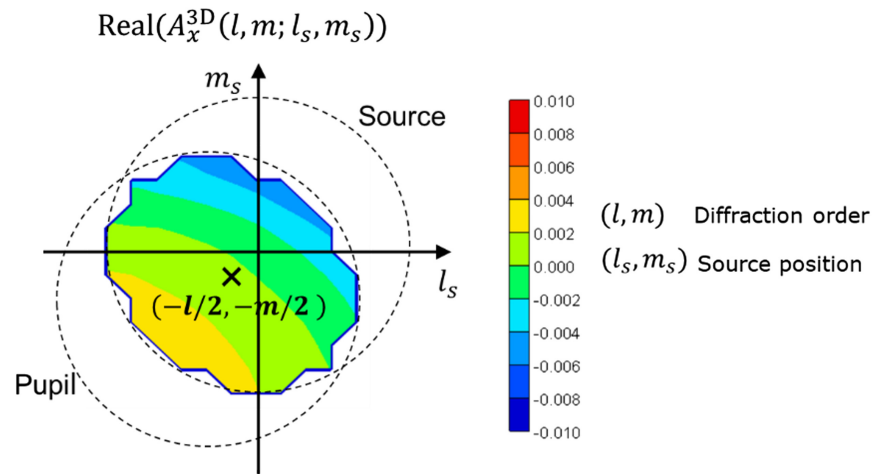 Real(A_x^3D(l, m; l_s, m_s))
m_s
Source
l_s
(−l/2, −m/2 )
Pupil
0.010
0.008
0.006
0.004
0.002
0.000
-0.002
-0.004
-0.006
-0.008
-0.010
(l, m) Diffraction order
(l_s, m_s) Source position